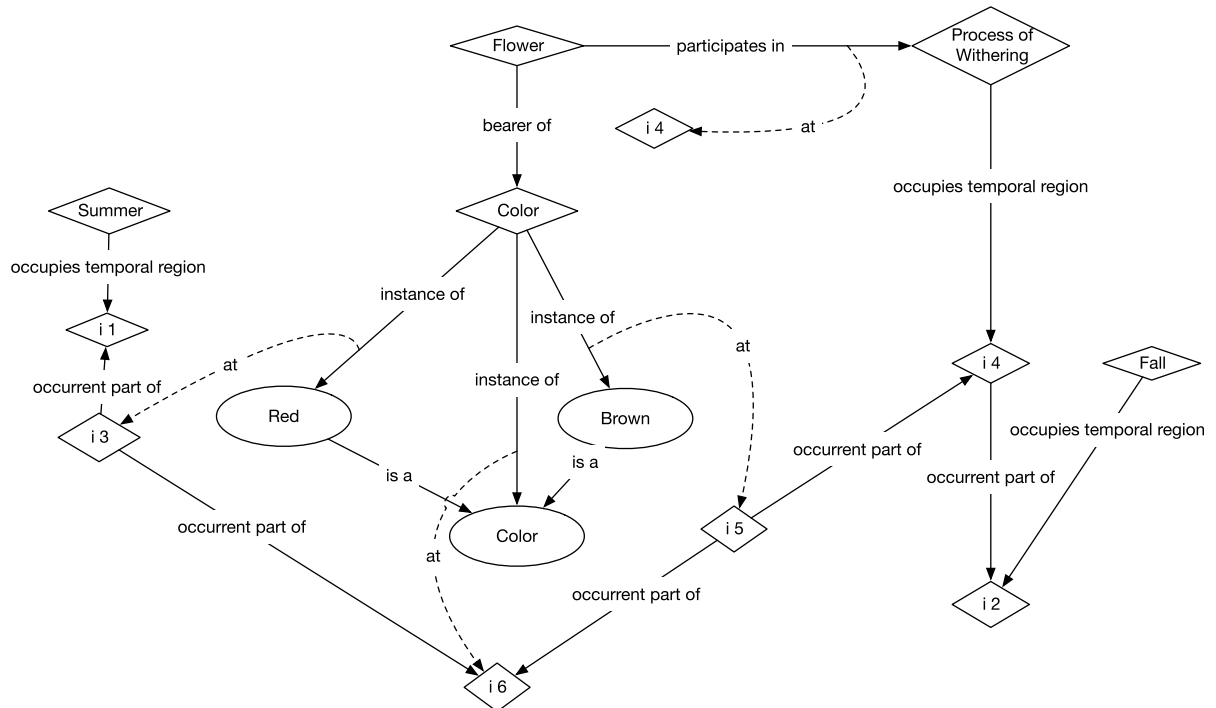 Flower
participates in
Process of
Withering
bearer of
i 4
at
occupies temporal region
Summer
Color
occupies temporal region
instance of
instance of
i 1
at
at
i 4
Fall
occurrent part of
instance of
Red
Brown
i 3
occupies temporal region
occurrent part of
is a
is a
occurrent part of
occurrent part of
i 5
Color
at
occurrent part of
i 2
i 6